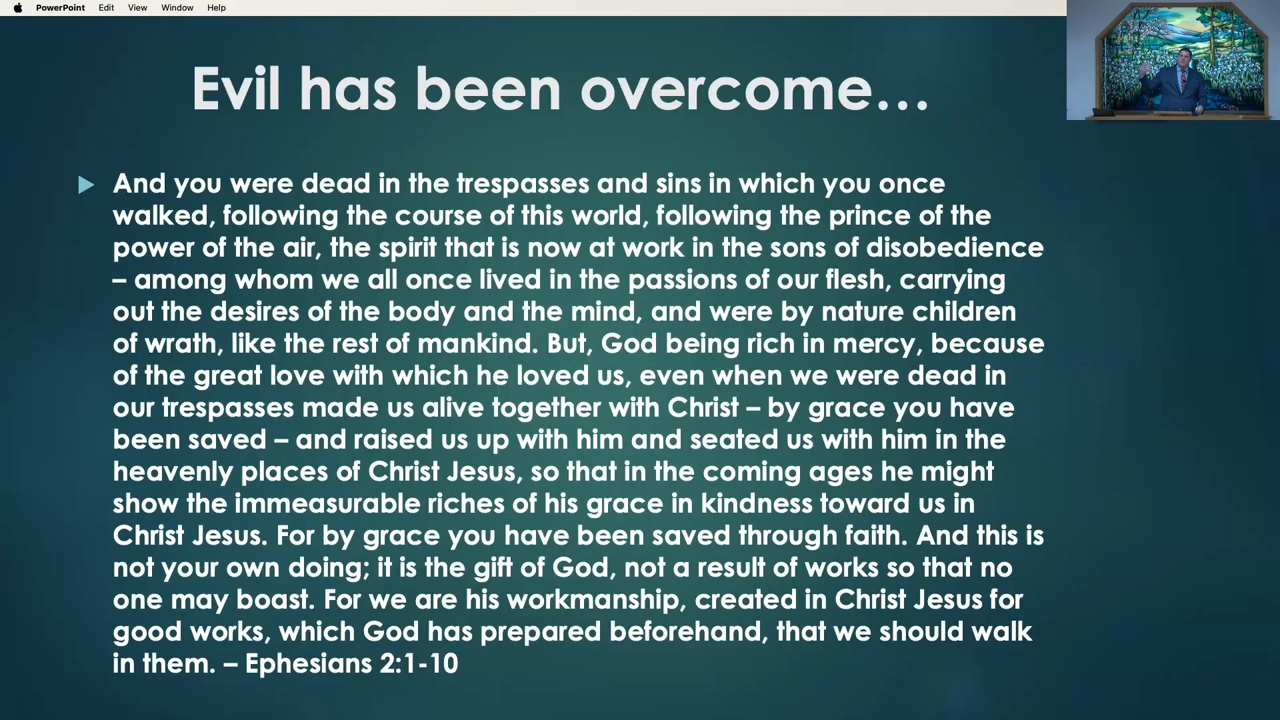 PowerPoint Edit View Window Help
Evil has been overcome…
And you were dead in the trespasses and sins in which you once
walked, following the course of this world, following the prince of the
power of the air, the spirit that is now at work in the sons of disobedience
– among whom we all once lived in the passions of our flesh, carrying
out the desires of the body and the mind, and were by nature children
of wrath, like the rest of mankind. But, God being rich in mercy, because
of the great love with which he loved us, even when we were dead in
our trespasses made us alive together with Christ – by grace you have
been saved – and raised us up with him and seated us with him in the
heavenly places of Christ Jesus, so that in the coming ages he might
show the immeasurable riches of his grace in kindness toward us in
Christ Jesus. For by grace you have been saved through faith. And this is
not your own doing; it is the gift of God, not a result of works so that no
one may boast. For we are his workmanship, created in Christ Jesus for
good works, which God has prepared beforehand, that we should walk
in them. – Ephesians 2:1-10